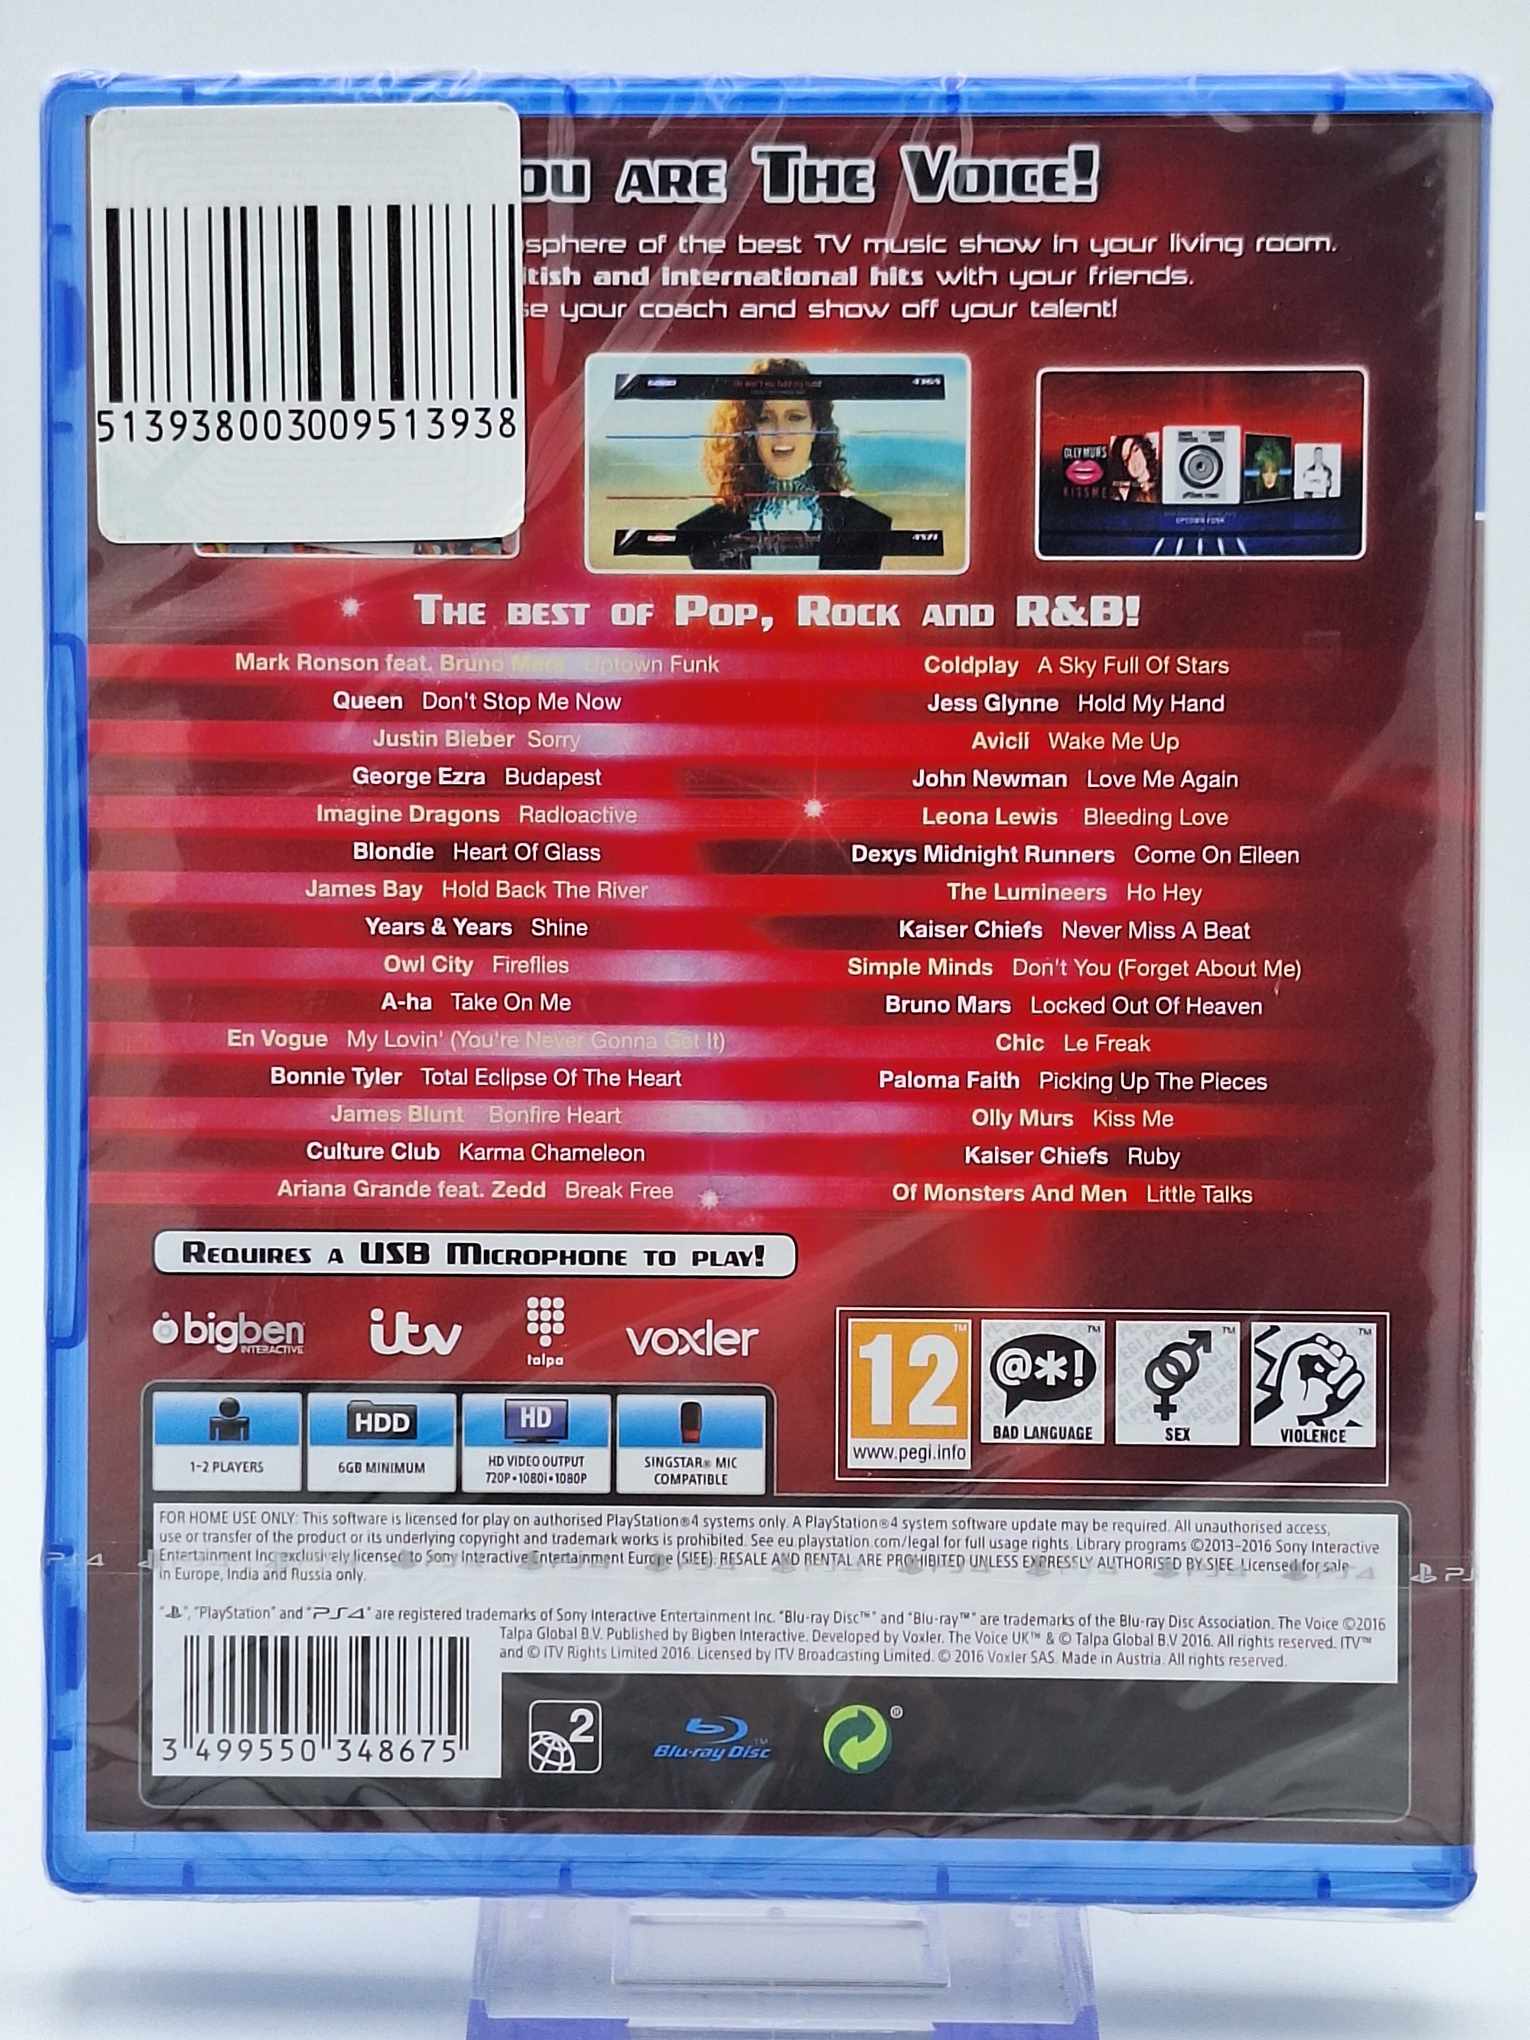 OU ARE THE VOICE!
sphere of the best TV music show in your living room.
itish and international hits with your friends.
se your coach and show off your talent!
513938003009513938
4364
OLLY MURS
KISS ME
UPTOWN FUNK
4571
THE BEST OF POP, ROCK AND R&B!
Mark Ronson feat. Bruno Mars Uptown Funk
Queen Don't Stop Me Now
Justin Bieber Sorry
George Ezra Budapest
Imagine Dragons Radioactive
Blondie Heart Of Glass
James Bay Hold Back The River
Years & Years Shine
Owl City Fireflies
A-ha Take On Me
En Vogue My Lovin' (You're Never Gonna Get It)
Bonnie Tyler Total Eclipse Of The Heart
James Blunt Bonfire Heart
Culture Club Karma Chameleon
Ariana Grande feat. Zedd Break Free
Coldplay A Sky Full Of Stars
Jess Glynne Hold My Hand
Avicii Wake Me Up
John Newman Love Me Again
Leona Lewis Bleeding Love
Dexys Midnight Runners Come On Eileen
The Lumineers Ho Hey
Kaiser Chiefs Never Miss A Beat
Simple Minds Don't You (Forget About Me)
Bruno Mars Locked Out Of Heaven
Chic Le Freak
Paloma Faith Picking Up The Pieces
Olly Murs Kiss Me
Kaiser Chiefs Ruby
Of Monsters And Men Little Talks
REQUIRES A USB MICROPHONE TO PLAY!
bigben INTERACTIVE
itv
talpa
voxler
12™
www.pegi.info
@*!
BAD LANGUAGE
SEX
VIOLENCE
1-2 PLAYERS
HDD
6GB MINIMUM
HD
HD VIDEO OUTPUT
720P•1080i•1080P
SINGSTAR® MIC
COMPATIBLE
FOR HOME USE ONLY: This software is licensed for play on authorised PlayStation®4 systems only. A PlayStation®4 system software update may be required. All unauthorised access,
use or transfer of the product or its underlying copyright and trademark works is prohibited. See eu.playstation.com/legal for full usage rights. Library programs ©2013-2016 Sony Interactive
Entertainment Inc. exclusively licensed to Sony Interactive Entertainment Europe (SIEE). RESALE AND RENTAL ARE PROHIBITED UNLESS EXPRESSLY AUTHORISED BY SIEE. Licensed for sale
in Europe, India and Russia only.
"", "PlayStation" and "PS4" are registered trademarks of Sony Interactive Entertainment Inc. "Blu-ray Disc™" and "Blu-ray™" are trademarks of the Blu-ray Disc Association. The Voice ©2016
Talpa Global B.V. Published by Bigben Interactive. Developed by Voxler. The Voice UK™ & © Talpa Global B.V 2016. All rights reserved. ITV™
and © ITV Rights Limited 2016. Licensed by ITV Broadcasting Limited. © 2016 Voxler SAS. Made in Austria. All rights reserved.
3 499550 348675
2
Blu-ray Disc™
®